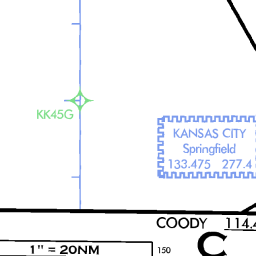 KK45G
KANSAS CITY
Springfield
133.475 277.4
COODY 114.4
1" = 20NM
150
C